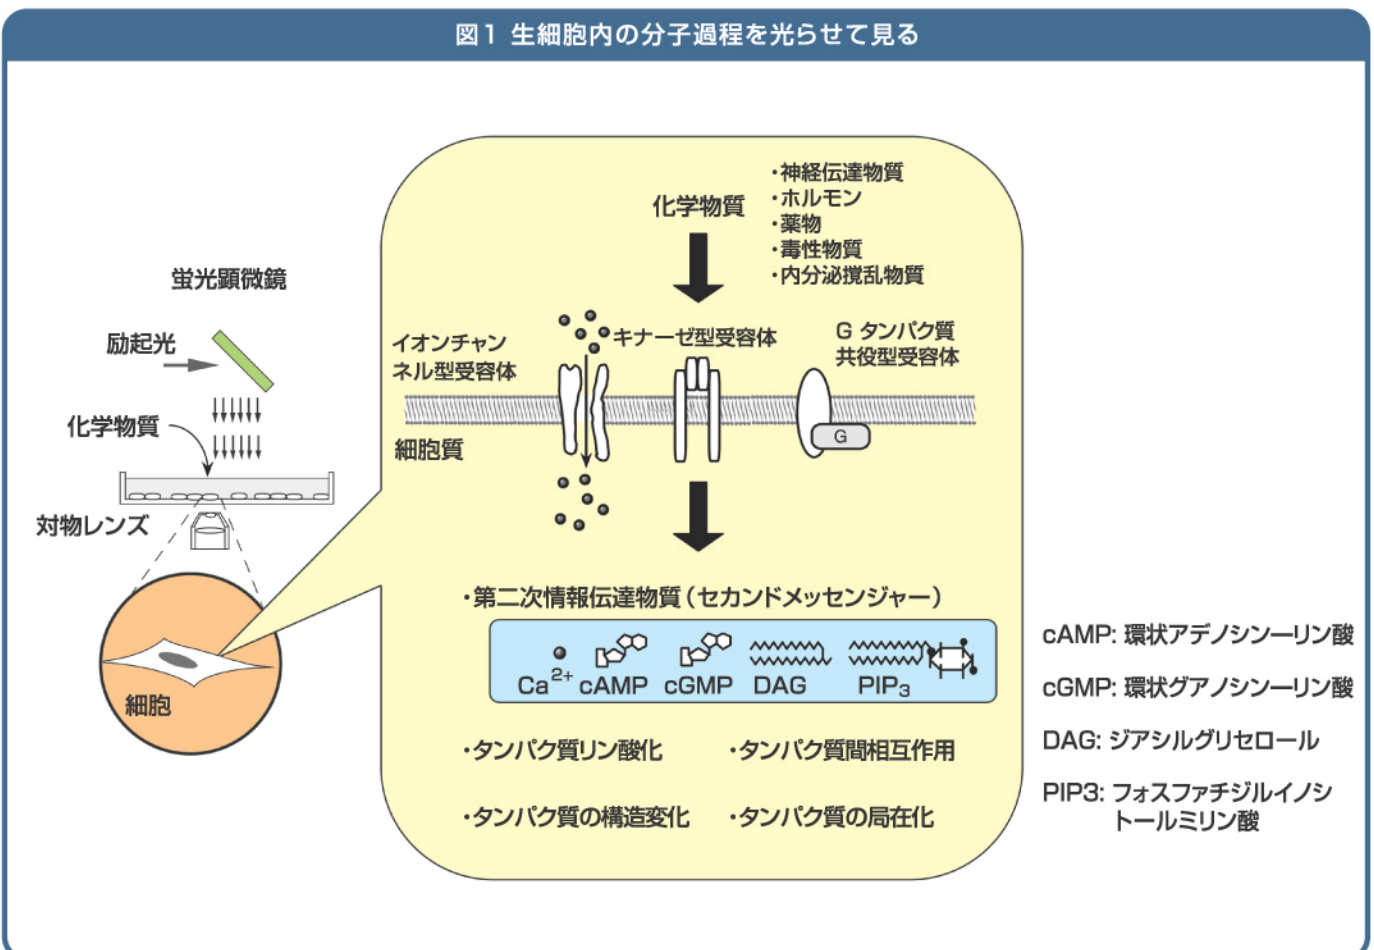 図1 生細胞内の分子過程を光らせて見る
蛍光顕微鏡
励起光
化学物質
対物レンズ
細胞
化学物質
・神経伝達物質
・ホルモン
・薬物
・毒性物質
・内分泌撹乱物質
イオンチャン
ネル型受容体
キナーゼ型受容体
G タンパク質
共役型受容体
G
細胞質
・第二次情報伝達物質(セカンドメッセンジャー)
Ca2+ cAMP cGMP DAG PIP3
・タンパク質リン酸化
・タンパク質間相互作用
・タンパク質の構造変化
・タンパク質の局在化
cAMP: 環状アデノシン一リン酸
cGMP: 環状グアノシン一リン酸
DAG: ジアシルグリセロール
PIP3: フォスファチジルイノシ
トールミリン酸